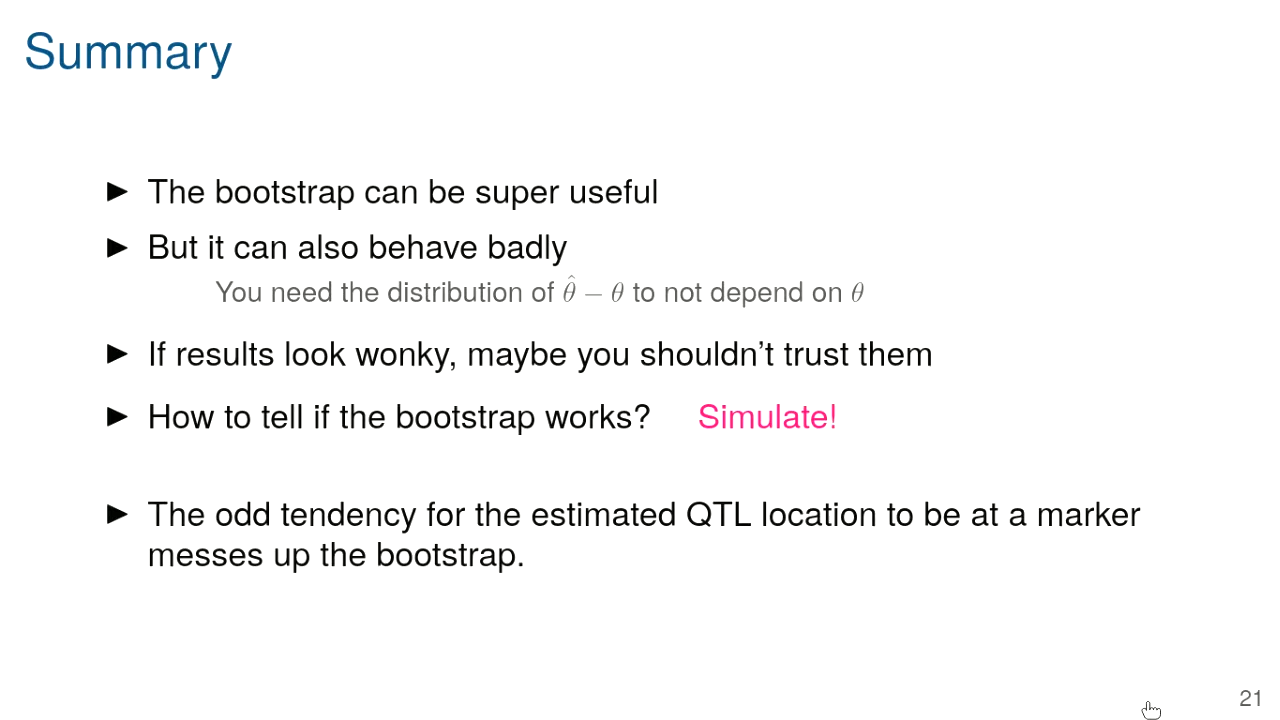 Summary
▶ The bootstrap can be super useful
▶ But it can also behave badly
You need the distribution of θ̂ − θ to not depend on θ
▶ If results look wonky, maybe you shouldn't trust them
▶ How to tell if the bootstrap works? Simulate!
▶ The odd tendency for the estimated QTL location to be at a marker
messes up the bootstrap.
21